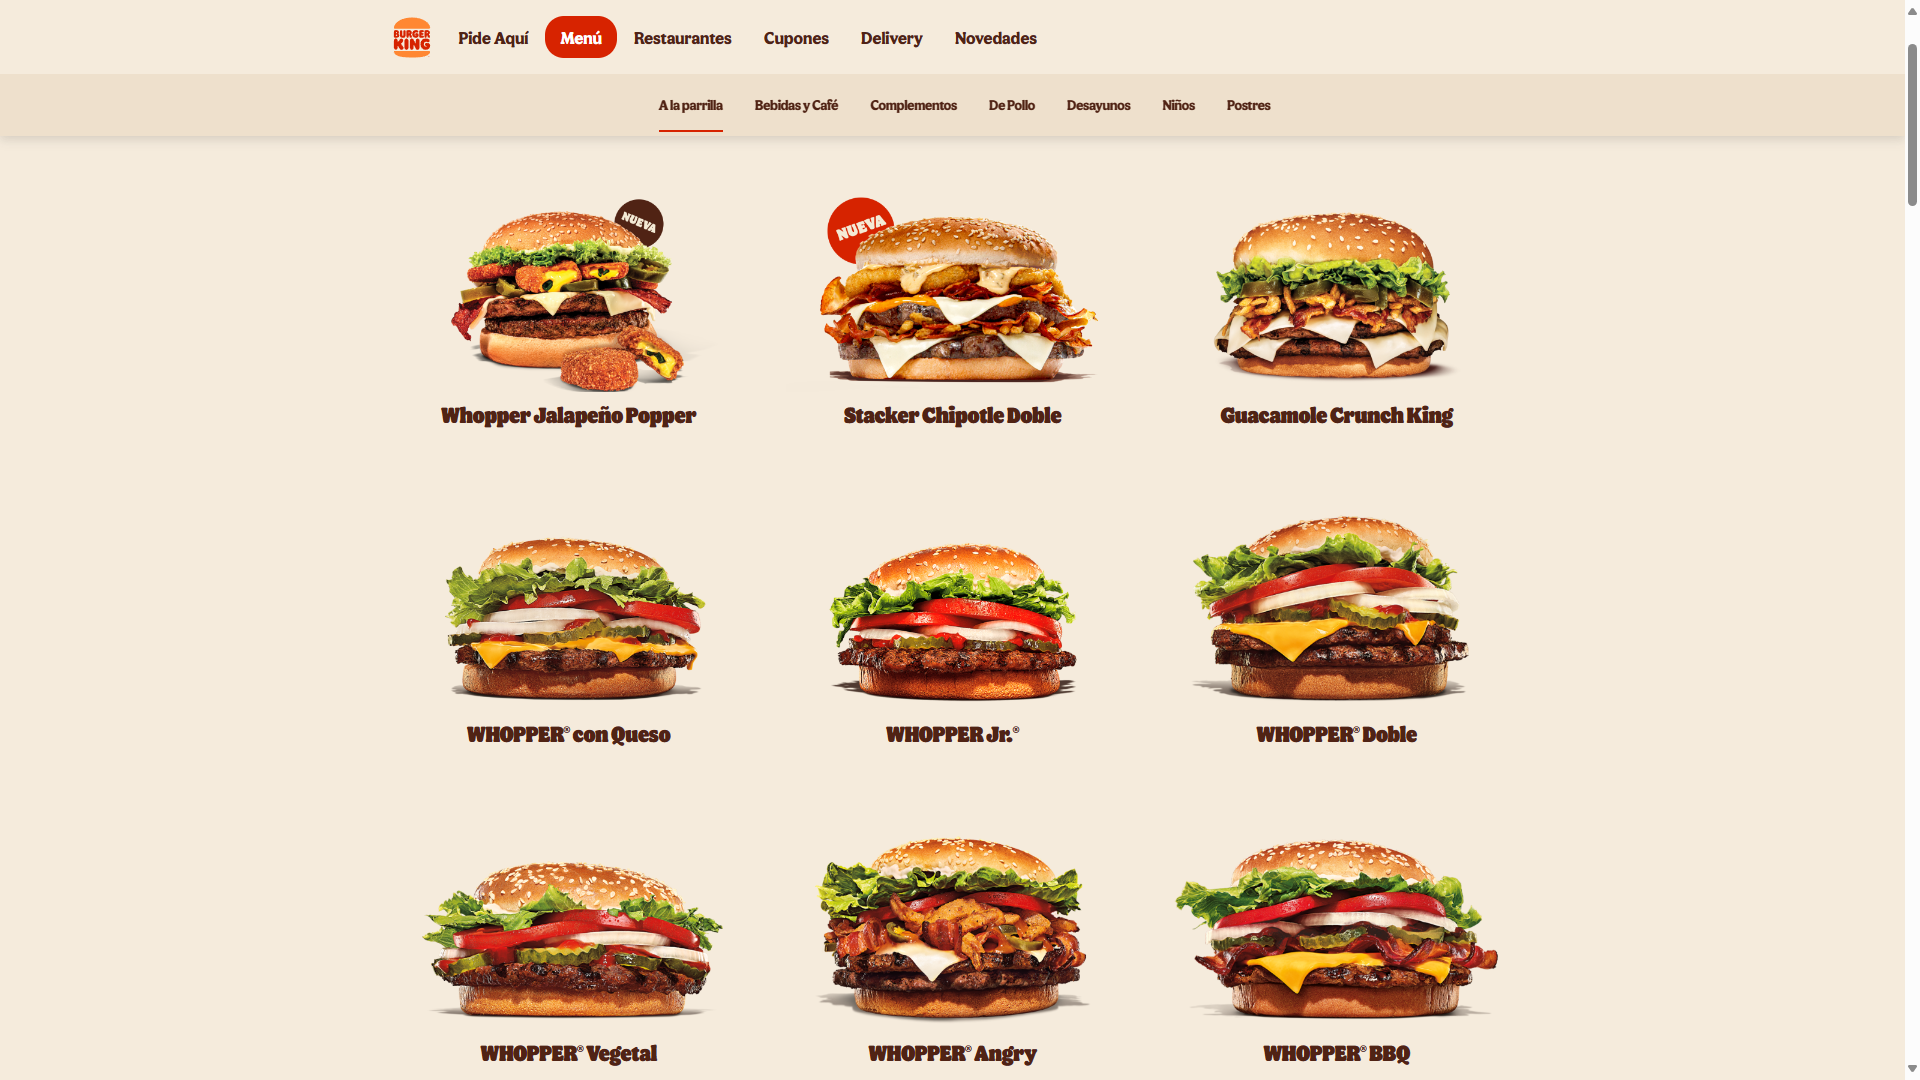 BURGER
KING
Pide Aquí
Menú
Restaurantes
Cupones
Delivery
Novedades
A la parrilla
Bebidas y Café
Complementos
De Pollo
Desayunos
Niños
Postres
NUEVA
NUEVA
Whopper Jalapeño Popper
Stacker Chipotle Doble
Guacamole Crunch King
WHOPPER® con Queso
WHOPPER Jr.®
WHOPPER® Doble
WHOPPER® Vegetal
WHOPPER® Angry
WHOPPER® BBQ